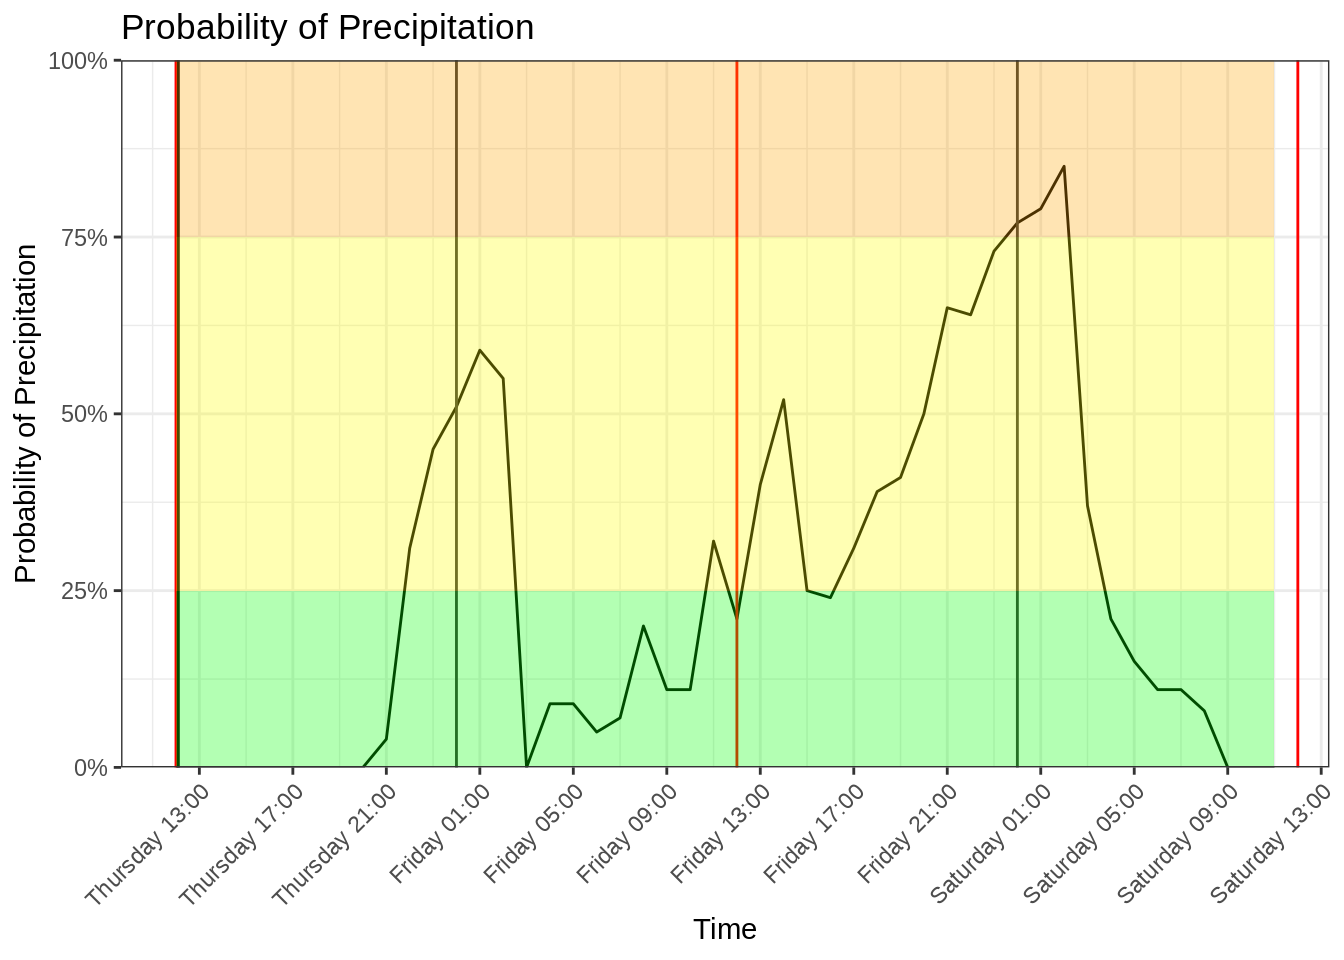 Probability of Precipitation
Probability of Precipitation
100%
75%
50%
25%
0%
Thursday 13:00
Thursday 17:00
Thursday 21:00
Friday 01:00
Friday 05:00
Friday 09:00
Friday 13:00
Friday 17:00
Friday 21:00
Saturday 01:00
Saturday 05:00
Saturday 09:00
Saturday 13:00
Time